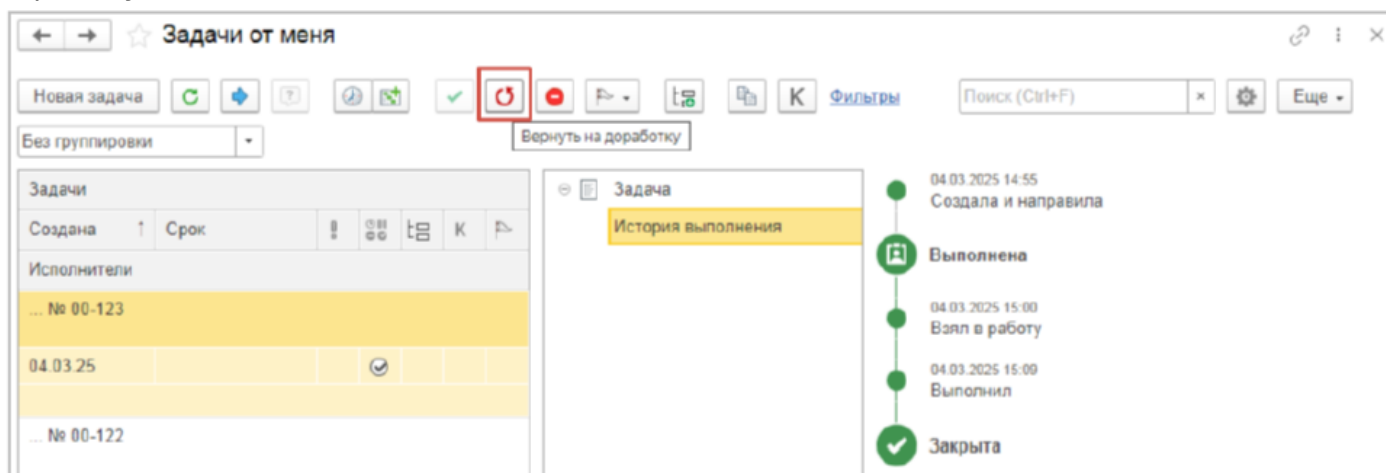 Задачи от меня
Новая задача
K
Фильтры
Поиск (Ctrl+F)
×
Еще
Без группировки
Вернуть на доработку
Задачи
Создана ↑ Срок K
Исполнители
... № 00-123
04.03.25
... № 00-122
Задача
История выполнения
04.03.2025 14:55
Создала и направила
Выполнена
04.03.2025 15:00
Взял в работу
04.03.2025 15:09
Выполнил
Закрыта